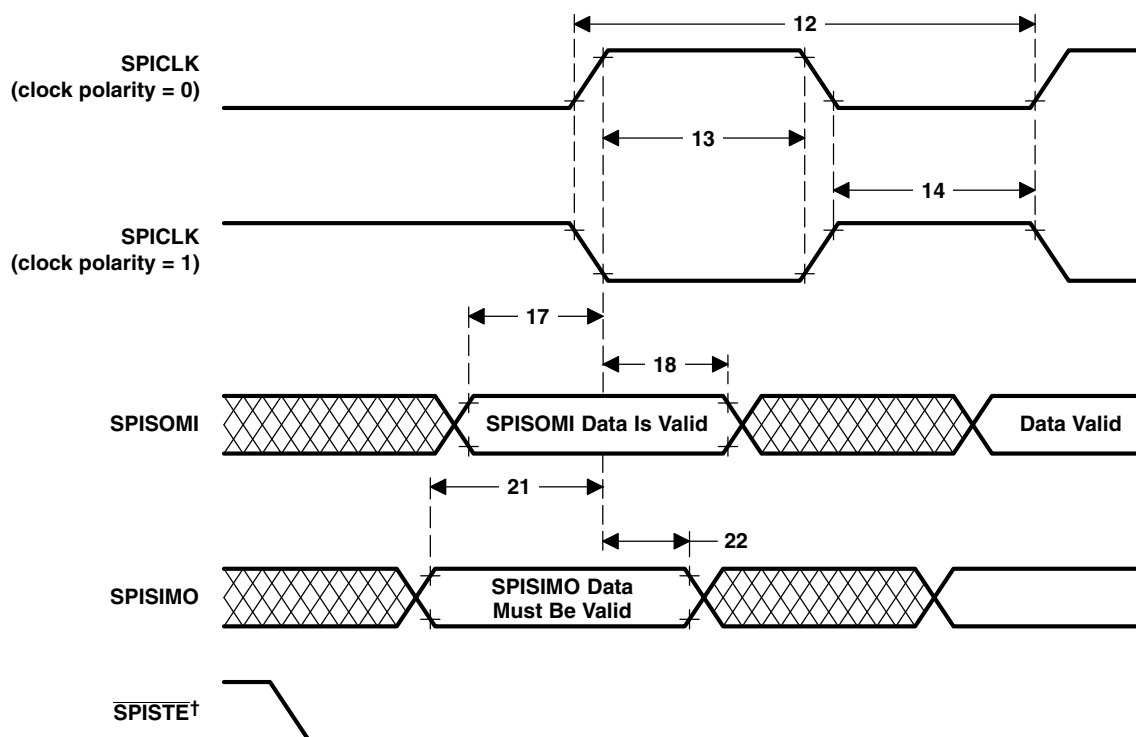 12
SPICLK
(clock polarity = 0)
13
14
SPICLK
(clock polarity = 1)
17
18
SPISOMI
SPISOMI Data Is Valid
Data Valid
21
22
SPISIMO
SPISIMO Data
Must Be Valid
SPISTE†